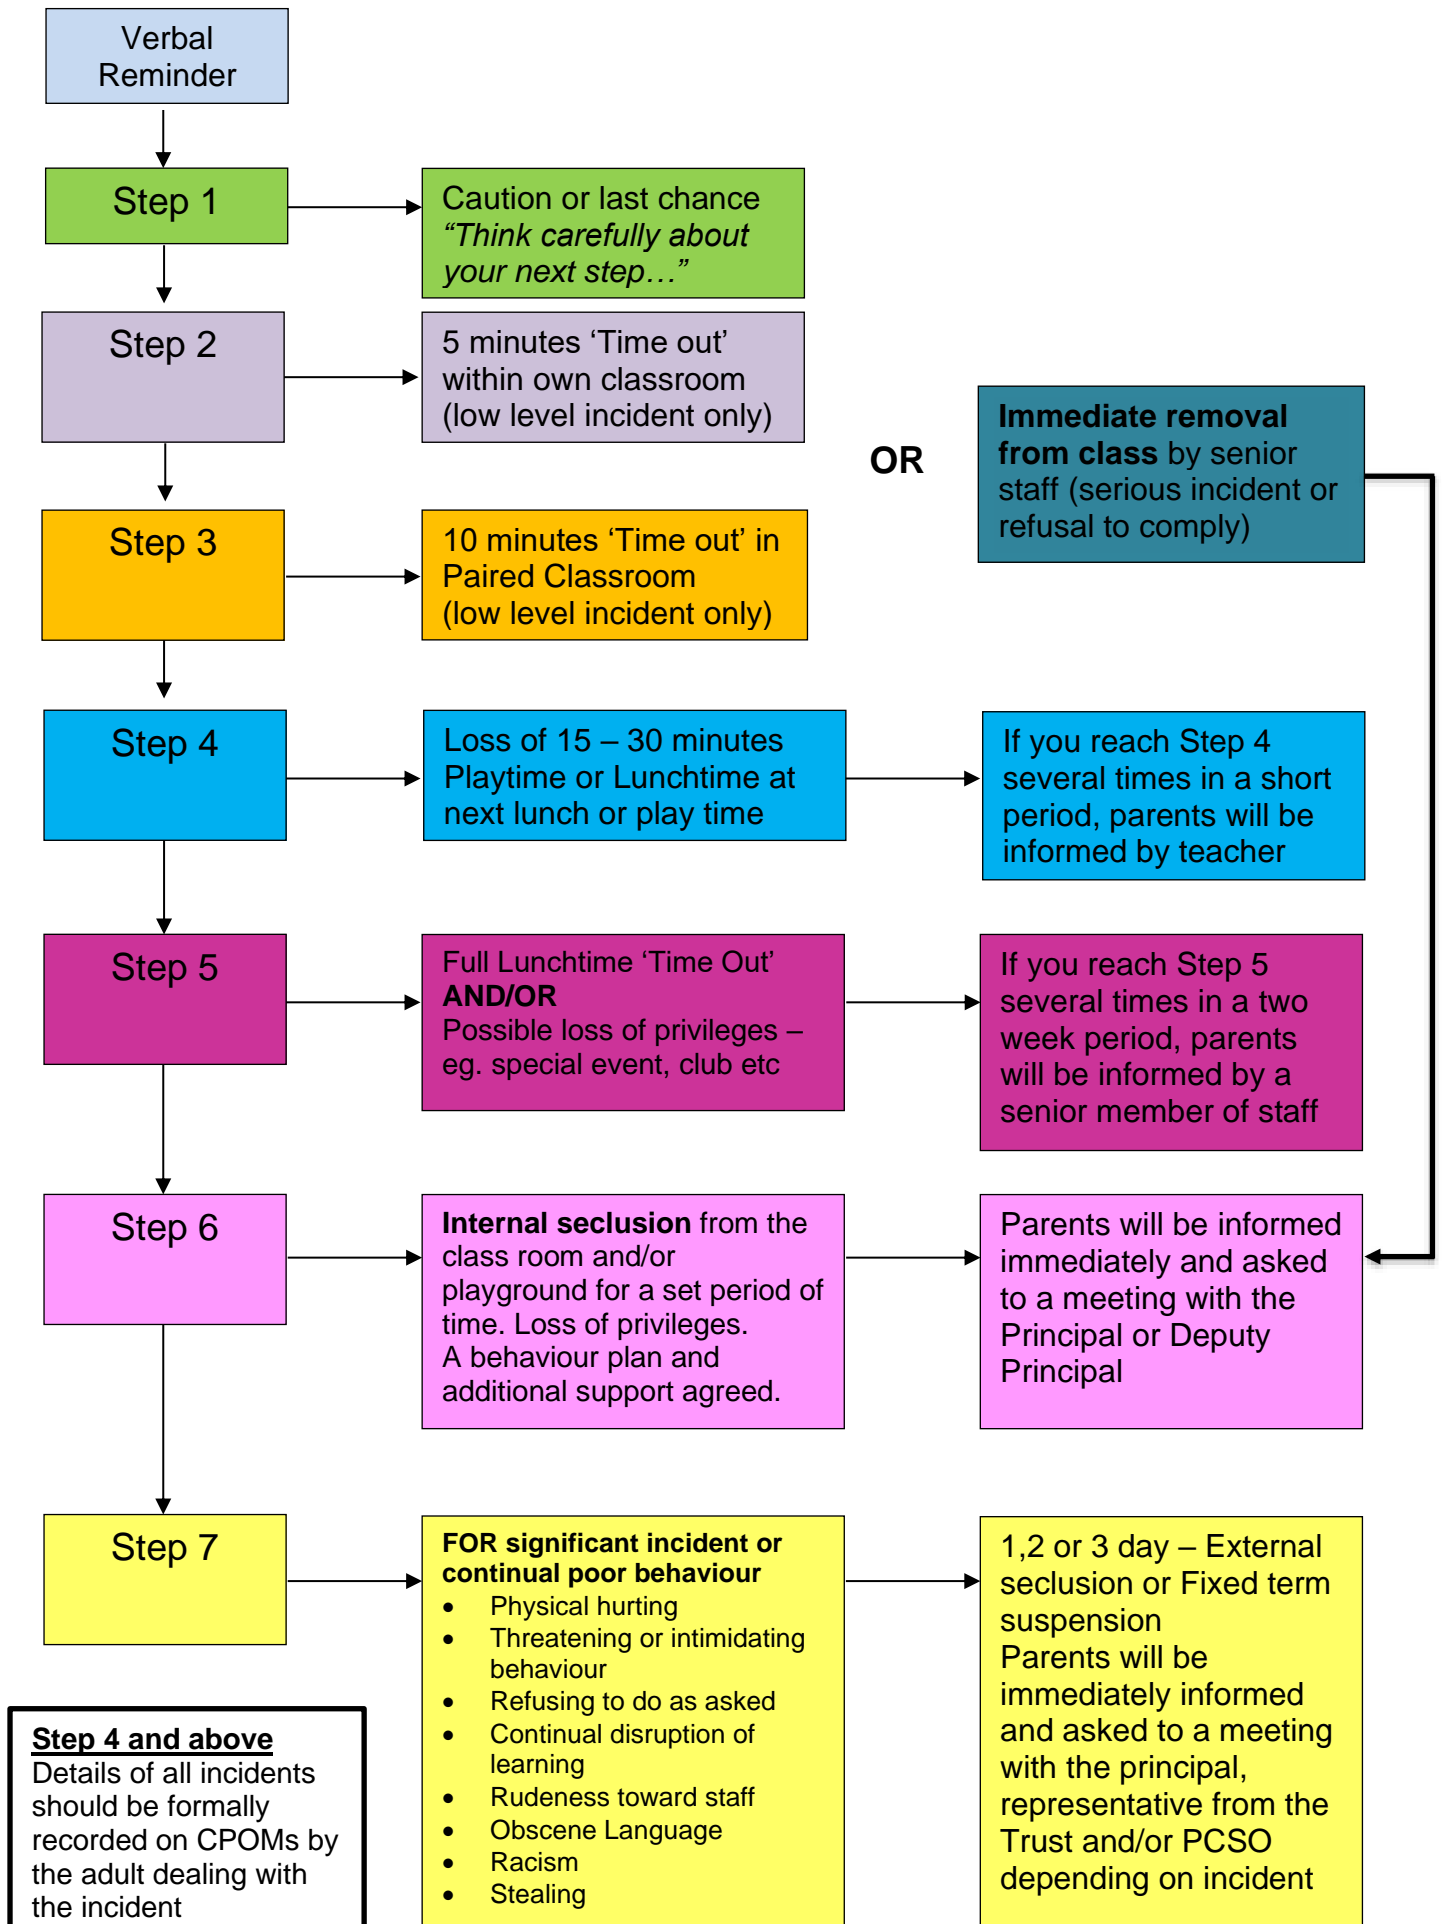 Verbal
Reminder
Step 1
Caution or last chance
“Think carefully about
your next step…”
Step 2
5 minutes ‘Time out’
within own classroom
(low level incident only)
OR
Immediate removal
from class by senior
staff (serious incident or
refusal to comply)
Step 3
10 minutes ‘Time out’ in
Paired Classroom
(low level incident only)
Step 4
Loss of 15 – 30 minutes
Playtime or Lunchtime at
next lunch or play time
If you reach Step 4
several times in a short
period, parents will be
informed by teacher
Step 5
Full Lunchtime ‘Time Out’
AND/OR
Possible loss of privileges –
eg. special event, club etc
If you reach Step 5
several times in a two
week period, parents
will be informed by a
senior member of staff
Step 6
Internal seclusion from the
class room and/or
playground for a set period of
time. Loss of privileges.
A behaviour plan and
additional support agreed.
Parents will be informed
immediately and asked
to a meeting with the
Principal or Deputy
Principal
Step 7
FOR significant incident or
continual poor behaviour
• Physical hurting
• Threatening or intimidating
behaviour
• Refusing to do as asked
• Continual disruption of
learning
• Rudeness toward staff
• Obscene Language
• Racism
• Stealing
1,2 or 3 day – External
seclusion or Fixed term
suspension
Parents will be
immediately informed
and asked to a meeting
with the principal,
representative from the
Trust and/or PCSO
depending on incident
Step 4 and above
Details of all incidents
should be formally
recorded on CPOMs by
the adult dealing with
the incident